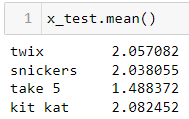 1 x_test.mean()
twix 2.057082
snickers 2.038055
take 5 1.488372
kit kat 2.082452